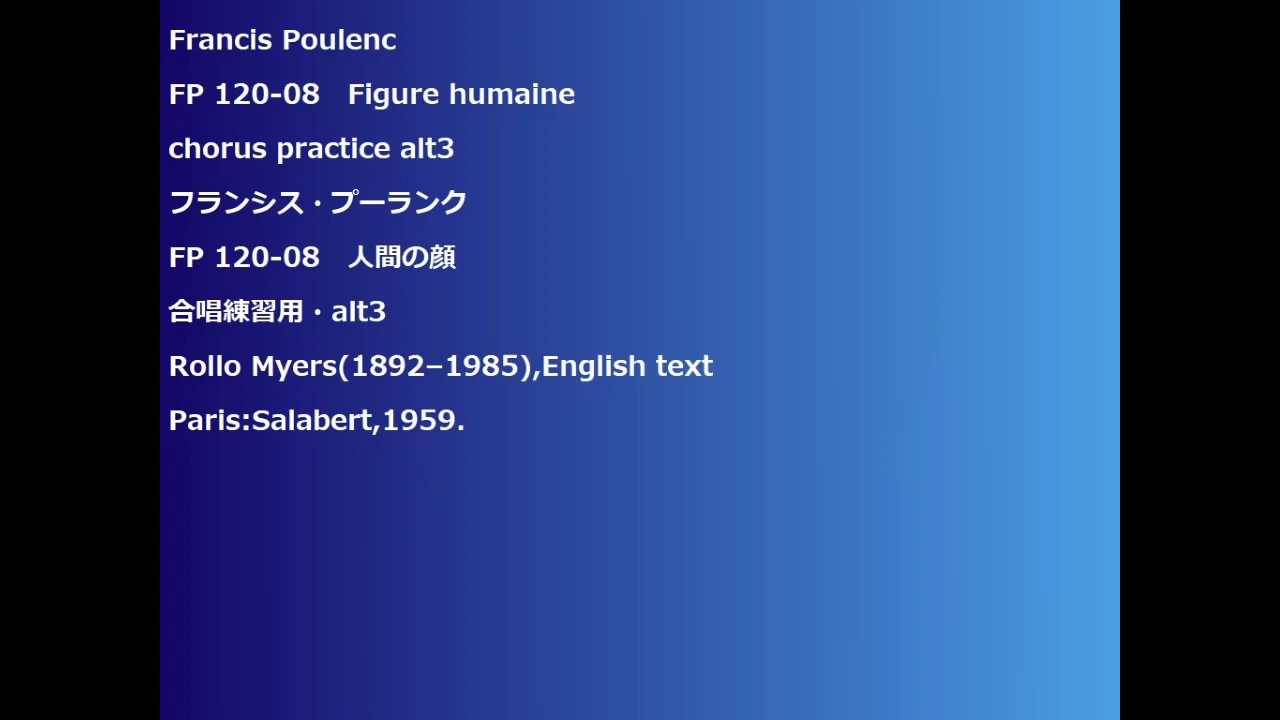 Francis Poulenc
FP 120-08　Figure humaine
chorus practice alt3
フランシス・プーランク
FP 120-08　人間の顔
合唱練習用・alt3
Rollo Myers(1892–1985),English text
Paris:Salabert,1959.